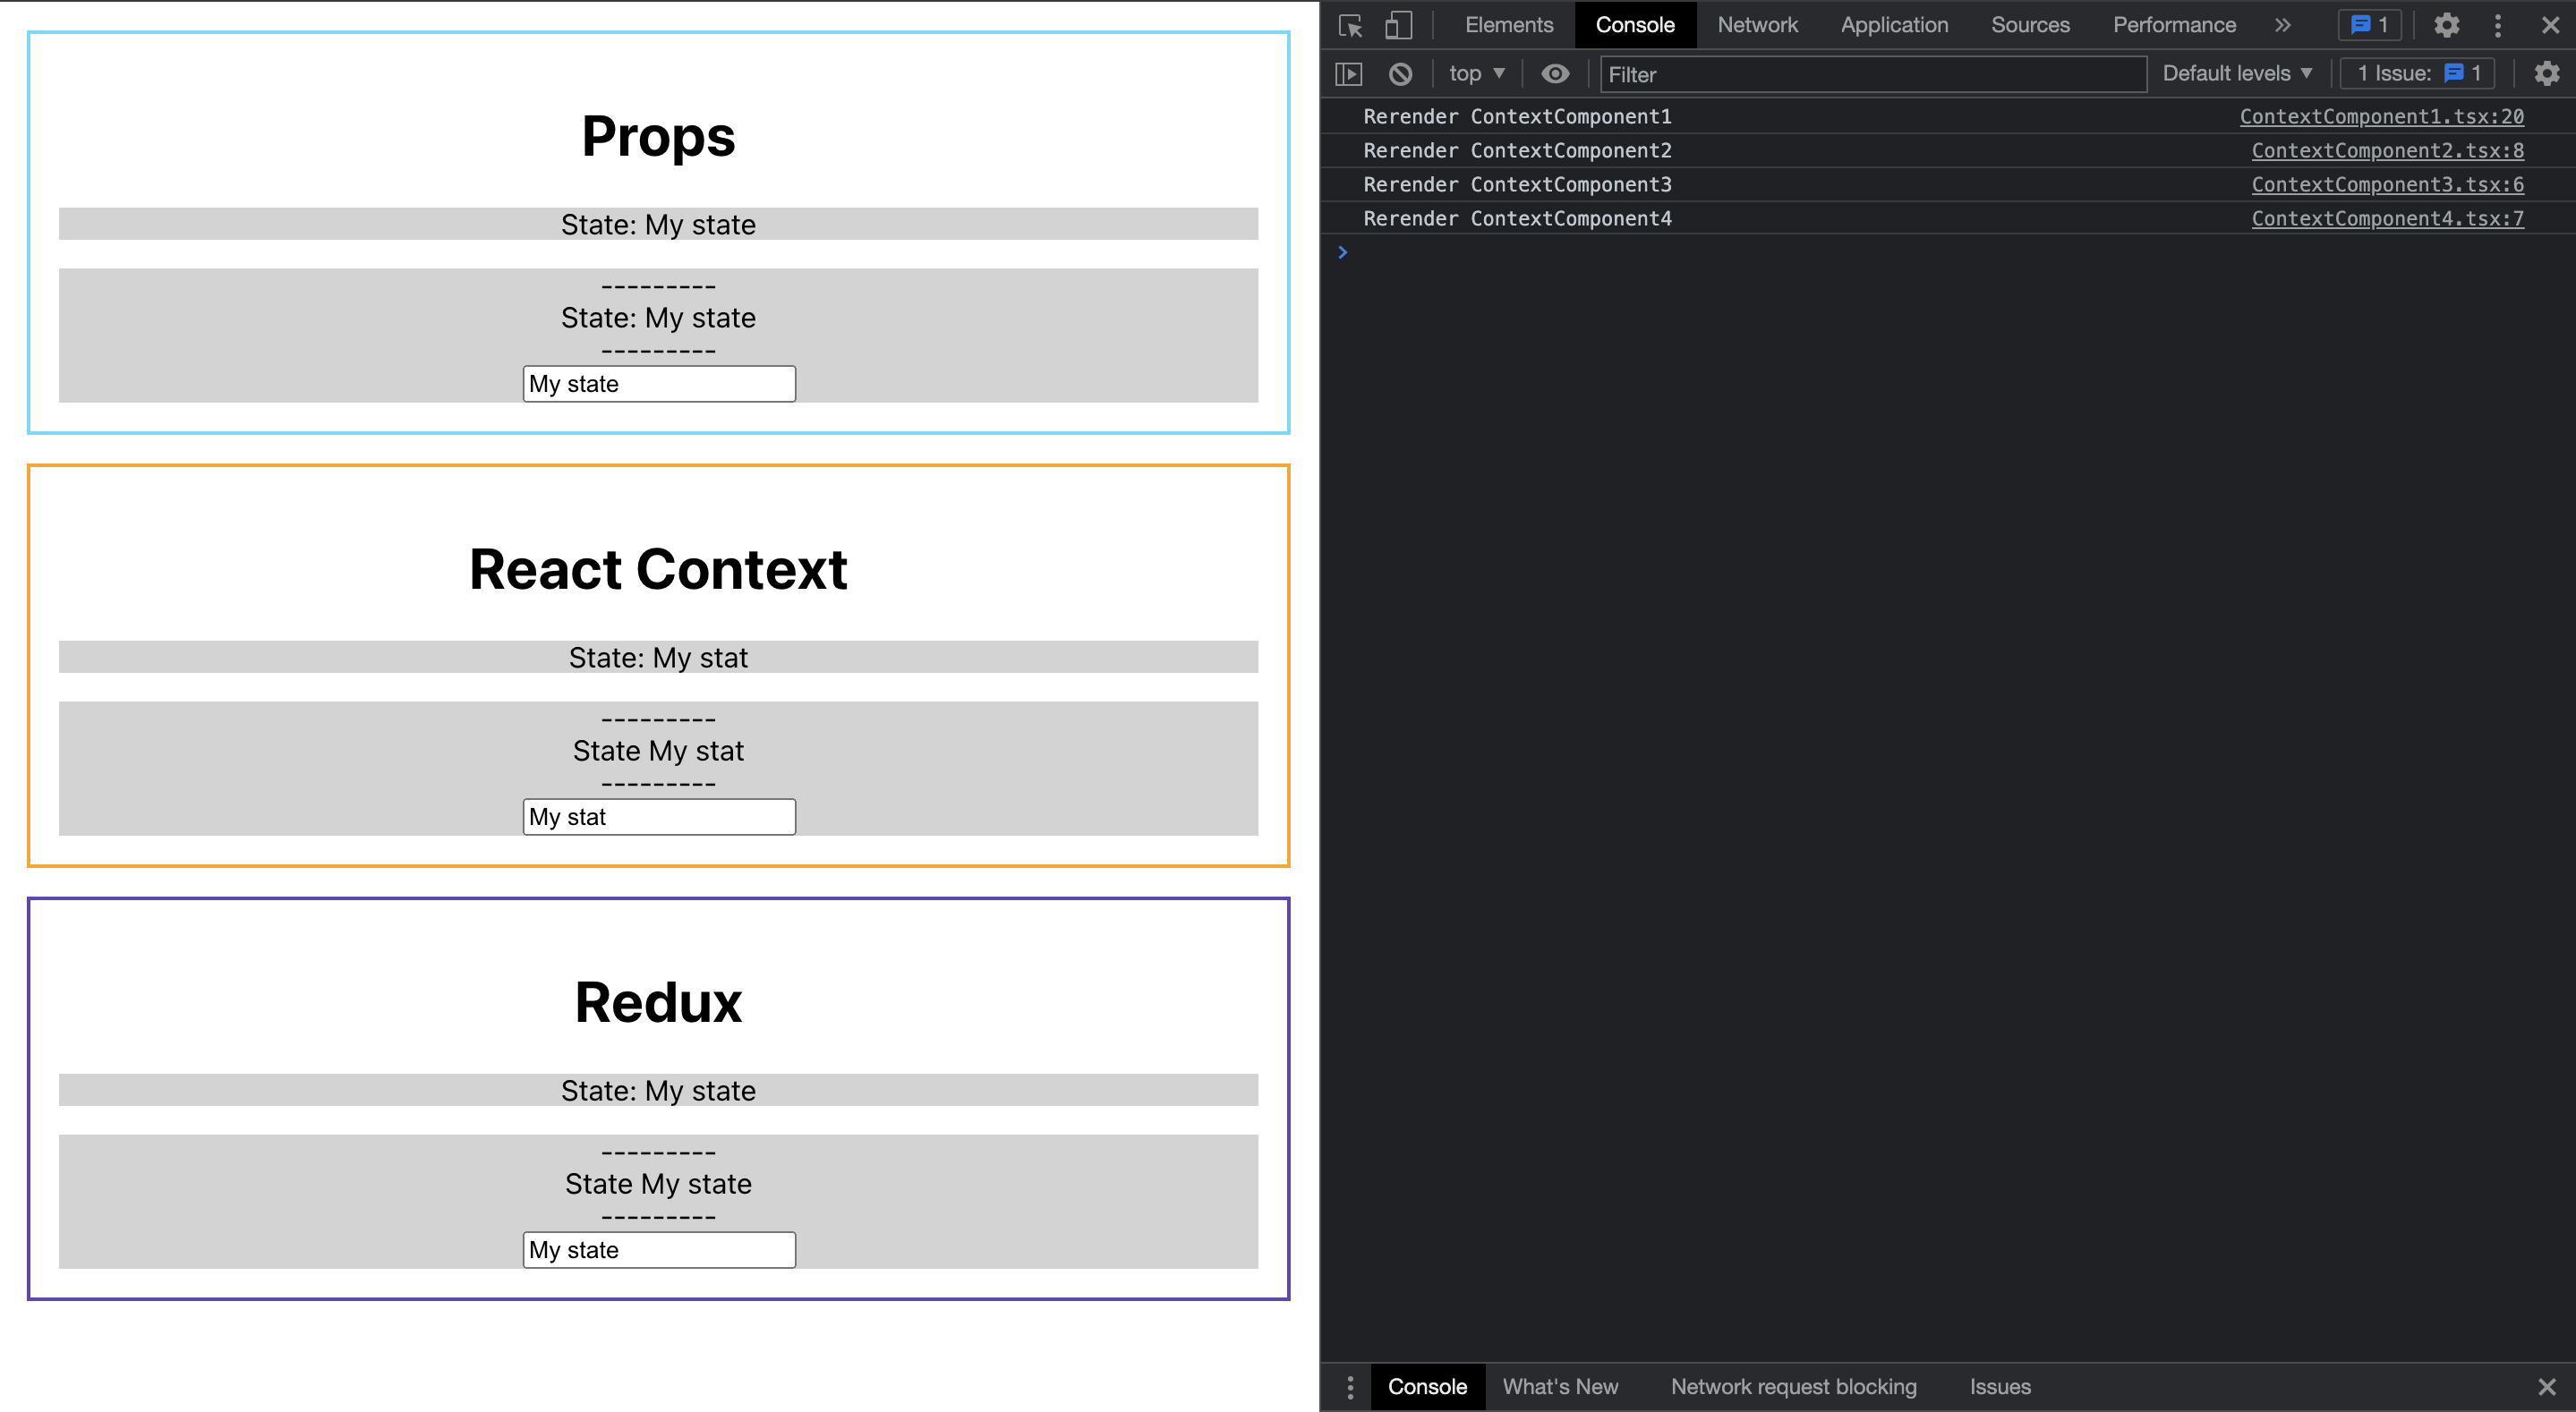 Props
State: My state
---------
State: My state
---------
My state
React Context
State: My stat
---------
State My stat
---------
My stat
Redux
State: My state
---------
State My state
---------
My state
Elements Console Network Application Sources Performance » 1
top Filter Default levels 1 Issue: 1
Rerender ContextComponent1 ContextComponent1.tsx:20
Rerender ContextComponent2 ContextComponent2.tsx:8
Rerender ContextComponent3 ContextComponent3.tsx:6
Rerender ContextComponent4 ContextComponent4.tsx:7
>
Console What's New Network request blocking Issues